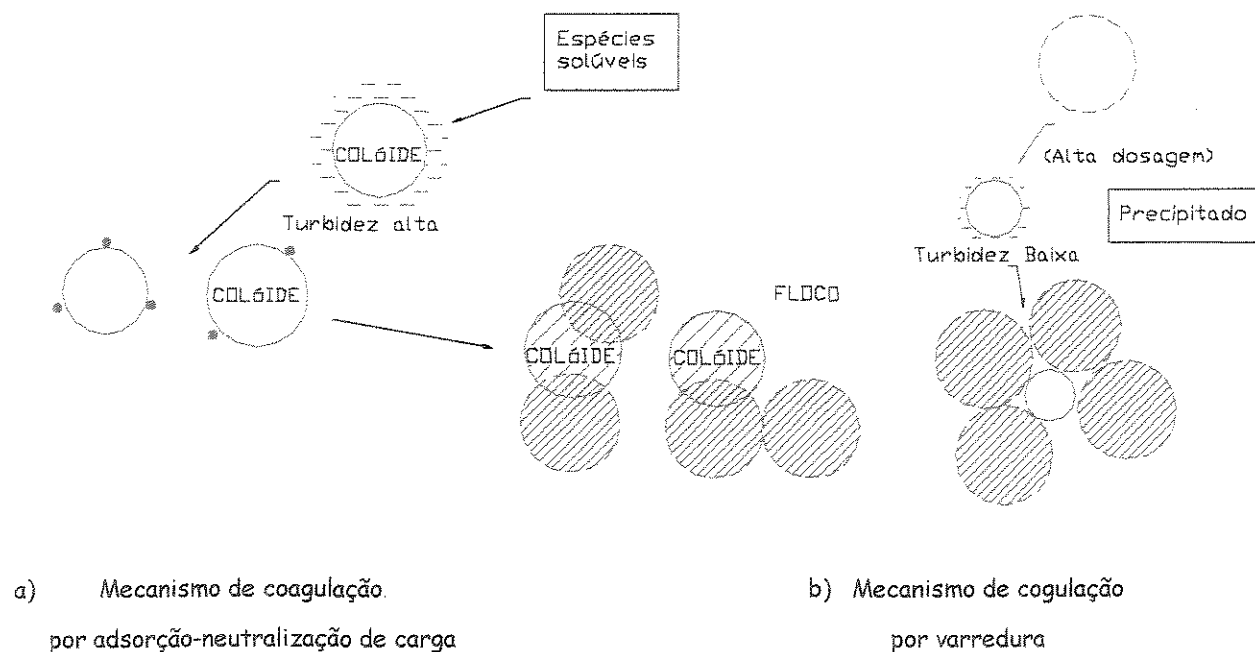 Espécies
solúveis
COLóIDE
Turbidez alta
COLóIDE
COLóIDE
COLóIDE
FLOCO
(Alta dosagem)
Precipitado
Turbidez Baixa
a) Mecanismo de coagulação.
por adsorção-neutralização de carga
b) Mecanismo de cogulação
por varredura